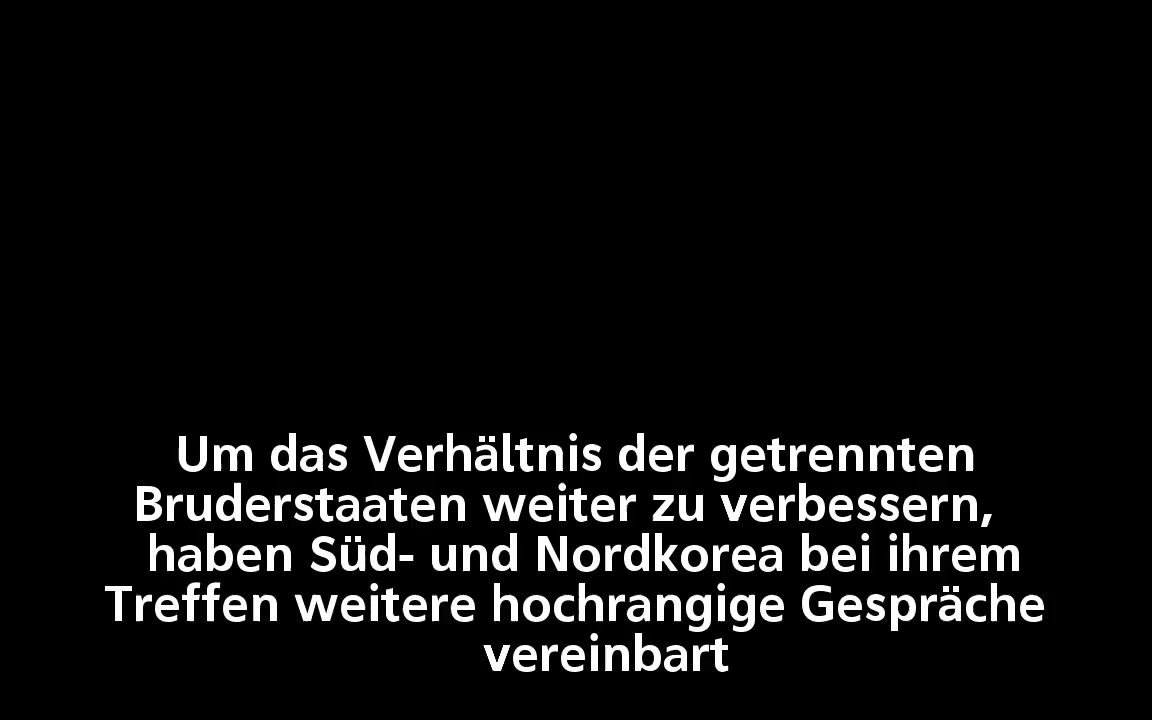 Um das Verhältnis der getrennten
Bruderstaaten weiter zu verbessern,
haben Süd- und Nordkorea bei ihrem
Treffen weitere hochrangige Gespräche
vereinbart